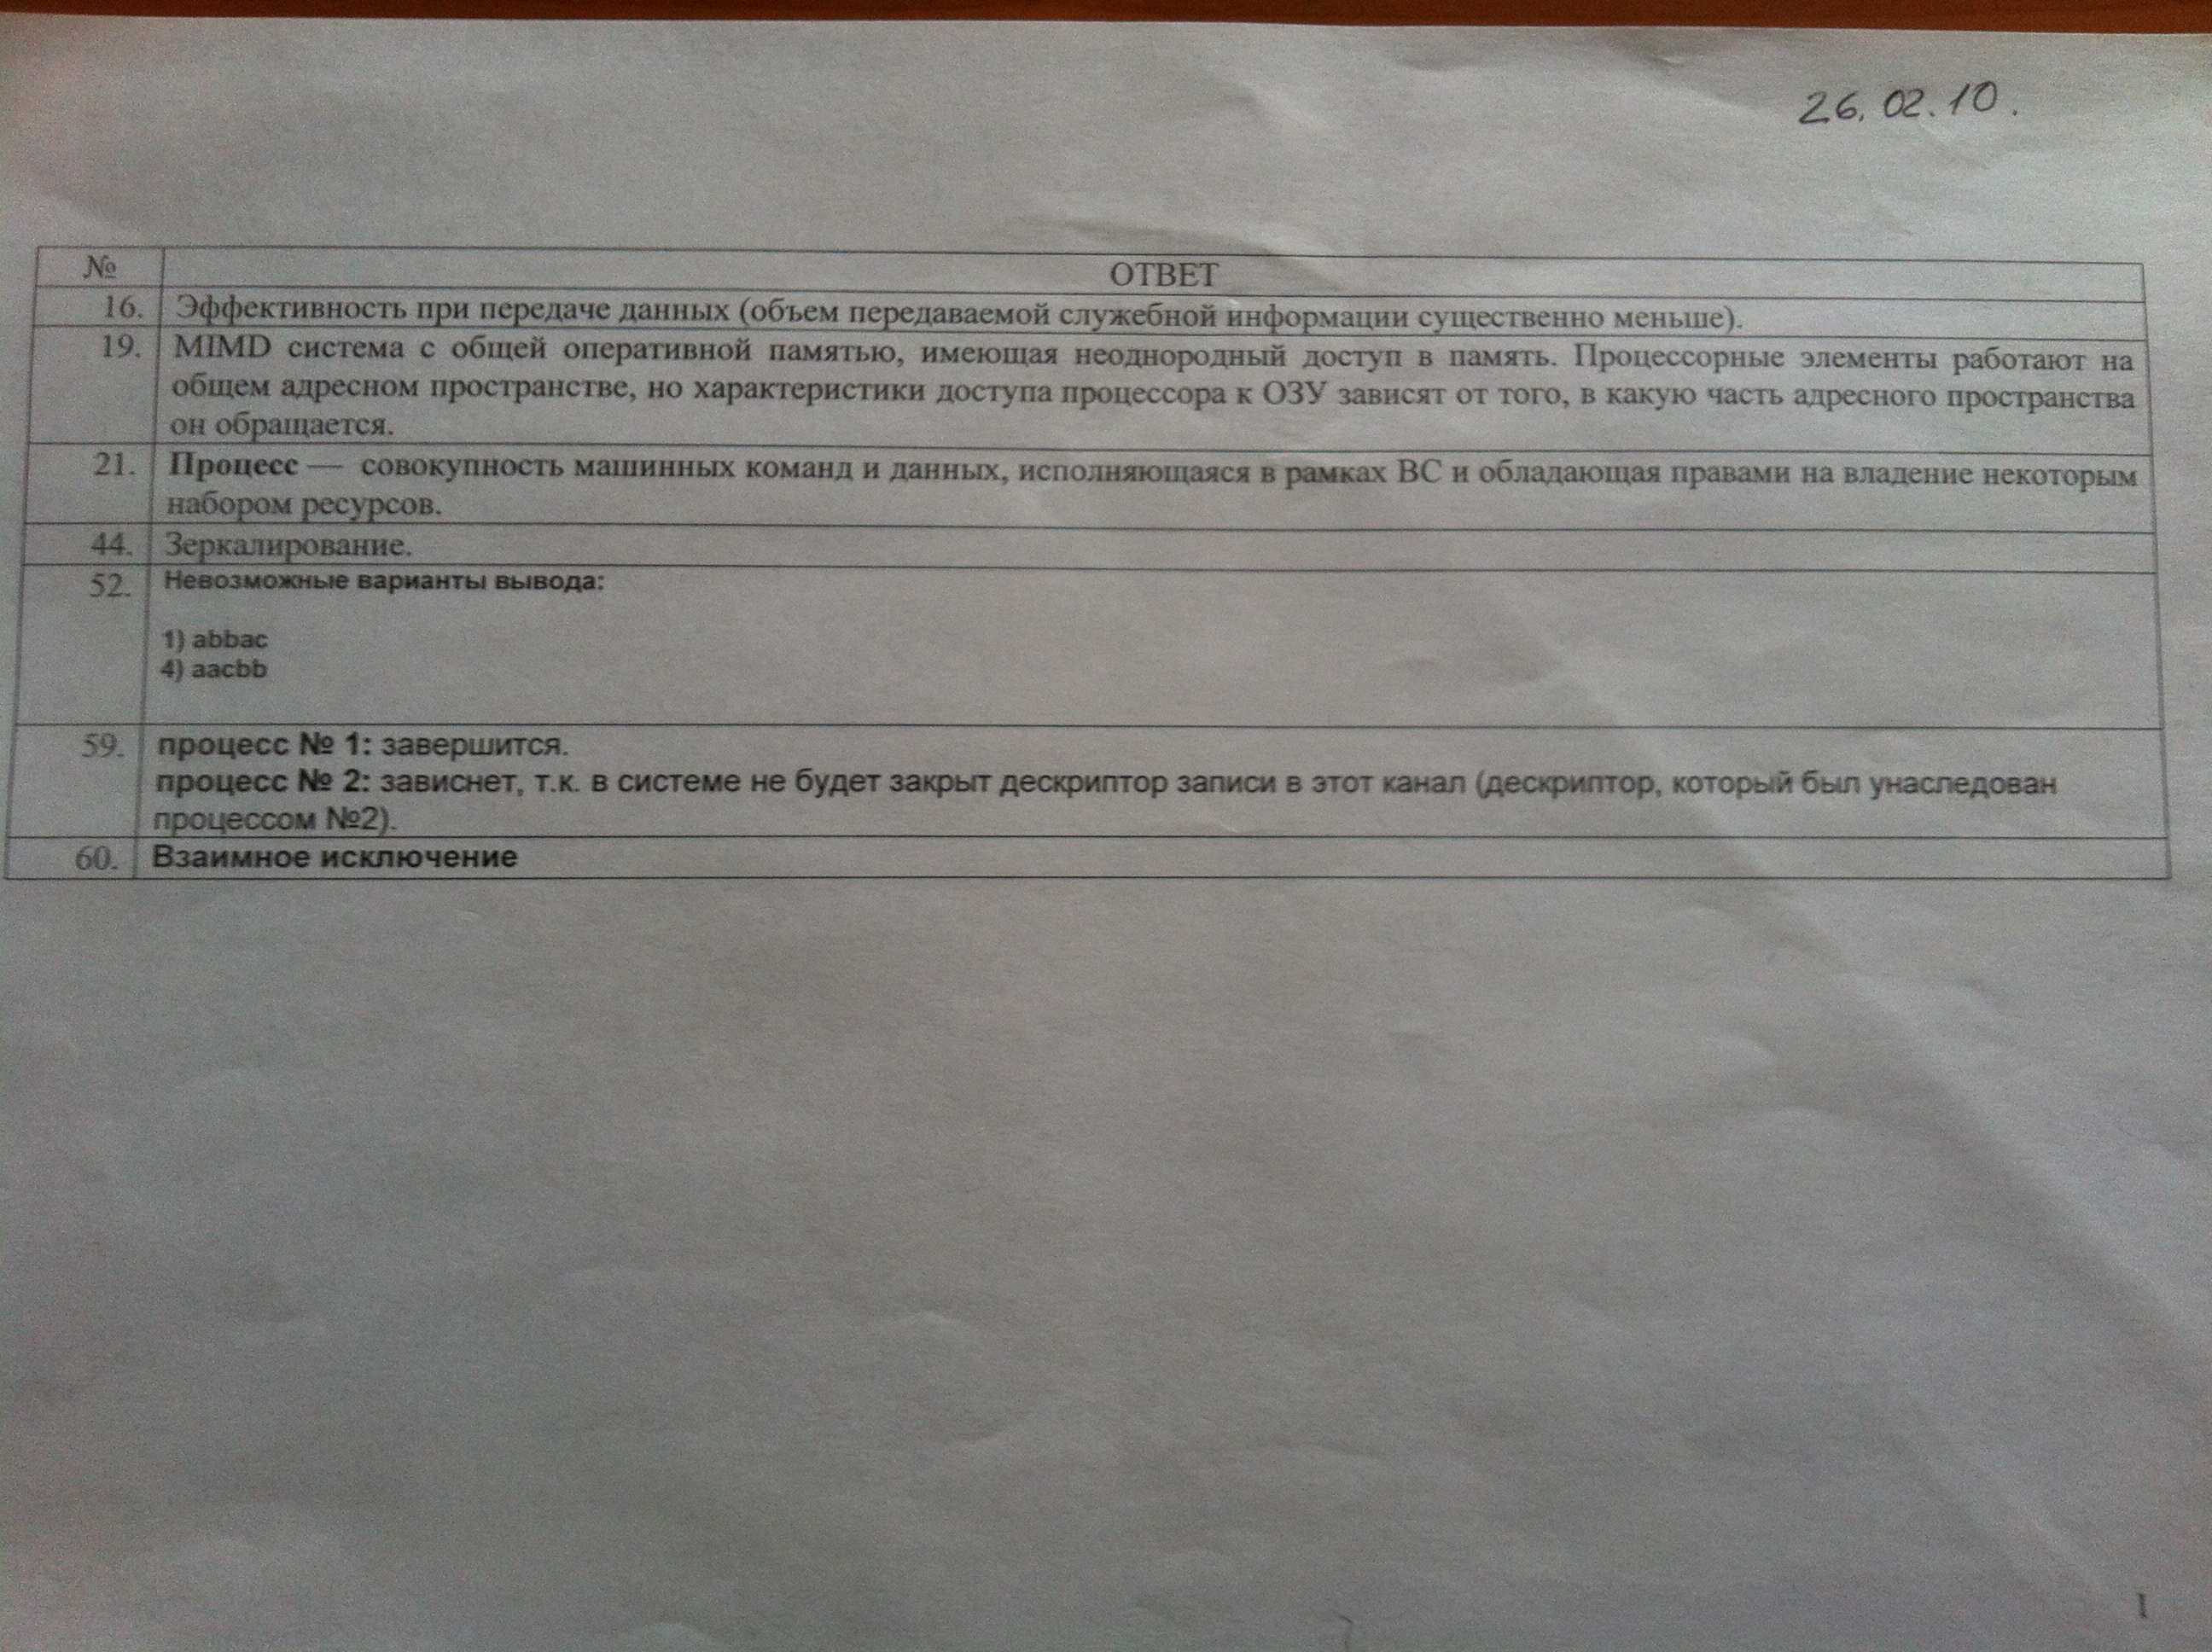 26.02.10.
№ ОТВЕТ
16. Эффективность при передаче данных (объем передаваемой служебной информации существенно меньше).
19. MIMD система с общей оперативной памятью, имеющая неоднородный доступ в память. Процессорные элементы работают на
общем адресном пространстве, но характеристики доступа процессора к ОЗУ зависят от того, в какую часть адресного пространства
он обращается.
21. Процесс — совокупность машинных команд и данных, исполняющаяся в рамках ВС и обладающая правами на владение некоторым
набором ресурсов.
44. Зеркалирование.
52. Невозможные варианты вывода:
1) abbac
4) aacbb
59. процесс № 1: завершится.
процесс № 2: зависнет, т.к. в системе не будет закрыт дескриптор записи в этот канал (дескриптор, который был унаследован
процессом №2).
60. Взаимное исключение
1